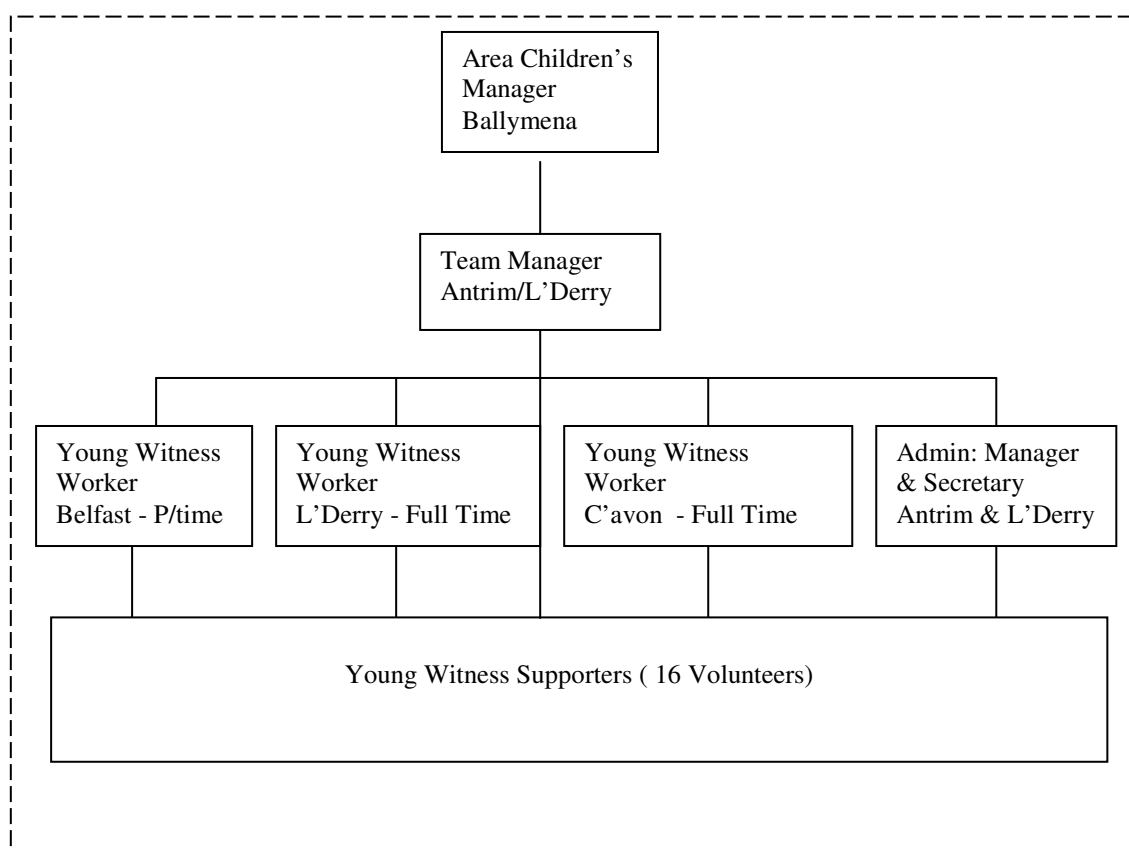 Area Children’s
Manager
Ballymena
Team Manager
Antrim/L’Derry
Young Witness
Worker
Belfast - P/time
Young Witness
Worker
L’Derry - Full Time
Young Witness
Worker
C’avon  - Full Time
Admin: Manager
& Secretary
Antrim & L’Derry
Young Witness Supporters ( 16 Volunteers)